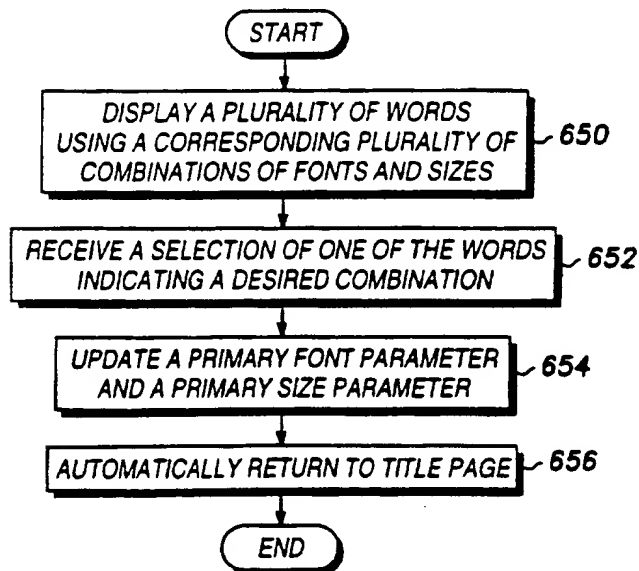 START
DISPLAY A PLURALITY OF WORDS
USING A CORRESPONDING PLURALITY OF
COMBINATIONS OF FONTS AND SIZES
650
RECEIVE A SELECTION OF ONE OF THE WORDS
INDICATING A DESIRED COMBINATION
652
UPDATE A PRIMARY FONT PARAMETER
AND A PRIMARY SIZE PARAMETER
654
AUTOMATICALLY RETURN TO TITLE PAGE
656
END